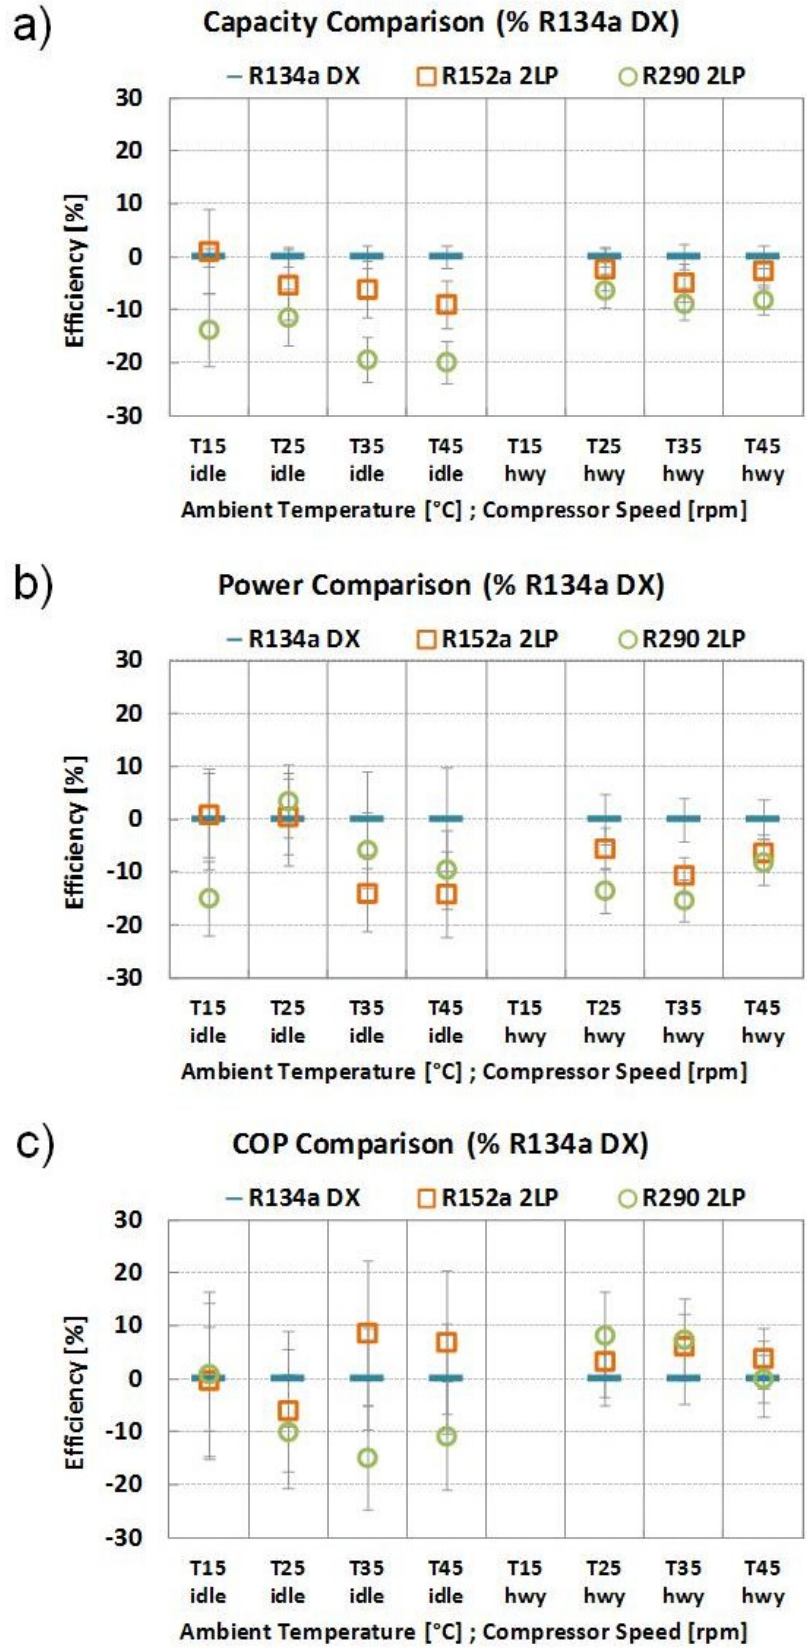 a)
Capacity Comparison (% R134a DX)
R134a DX R152a 2LP R290 2LP
30
20
10
0
-10
-20
-30
Efficiency [%]
T15 T25 T35 T45 T15 T25 T35 T45
idle idle idle idle hwy hwy hwy hwy
Ambient Temperature [°C] ; Compressor Speed [rpm]
b)
Power Comparison (% R134a DX)
R134a DX R152a 2LP R290 2LP
30
20
10
0
-10
-20
-30
Efficiency [%]
T15 T25 T35 T45 T15 T25 T35 T45
idle idle idle idle hwy hwy hwy hwy
Ambient Temperature [°C] ; Compressor Speed [rpm]
c)
COP Comparison (% R134a DX)
R134a DX R152a 2LP R290 2LP
30
20
10
0
-10
-20
-30
Efficiency [%]
T15 T25 T35 T45 T15 T25 T35 T45
idle idle idle idle hwy hwy hwy hwy
Ambient Temperature [°C] ; Compressor Speed [rpm]